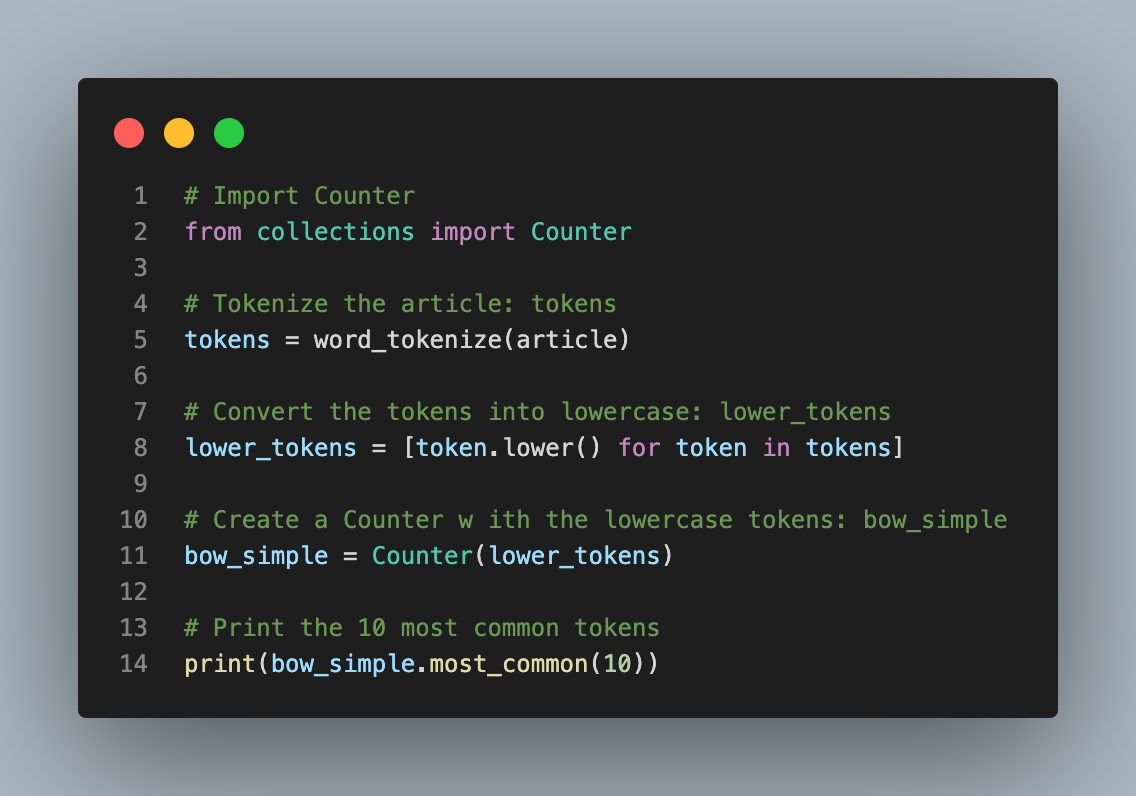 1 # Import Counter
2 from collections import Counter
3
4 # Tokenize the article: tokens
5 tokens = word_tokenize(article)
6
7 # Convert the tokens into lowercase: lower_tokens
8 lower_tokens = [token.lower() for token in tokens]
9
10 # Create a Counter w ith the lowercase tokens: bow_simple
11 bow_simple = Counter(lower_tokens)
12
13 # Print the 10 most common tokens
14 print(bow_simple.most_common(10))